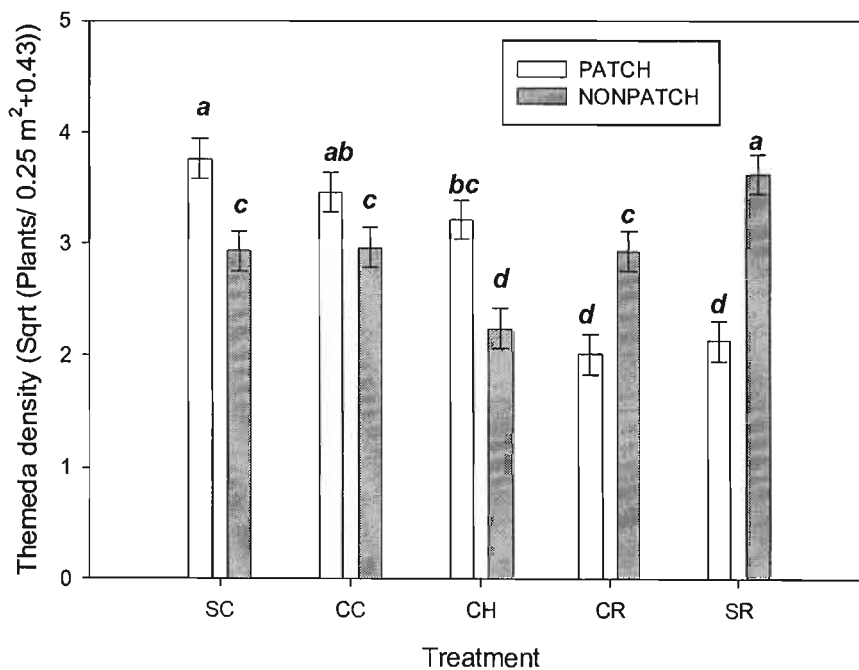 Themeda density (Sqrt (Plants/ 0.25 m²+0.43))
5
4
3
2
1
0
PATCH
NONPATCH
a
c
ab
c
bc
d
d
c
d
a
SC
CC
CH
CR
SR
Treatment